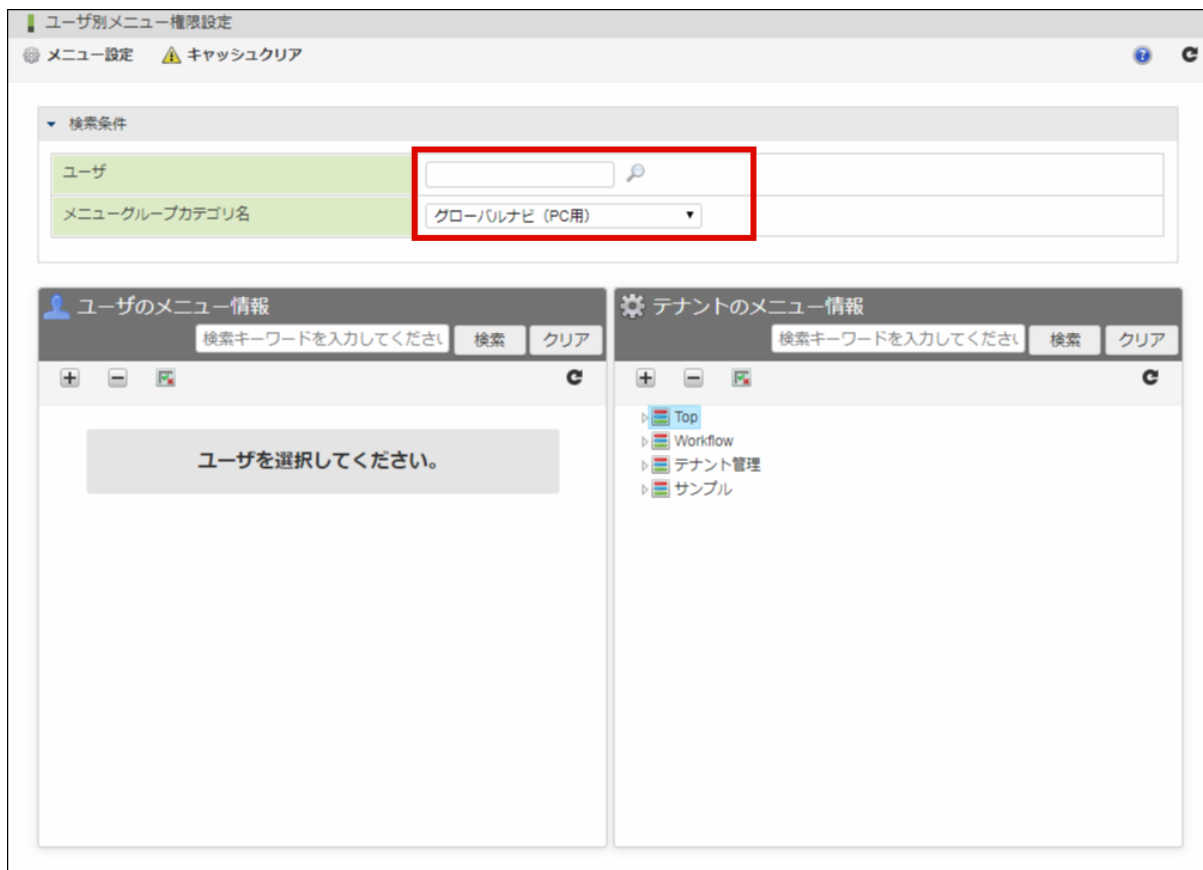 ユーザ別メニュー権限設定
メニュー設定 キャッシュクリア
検索条件
ユーザ
メニューグループカテゴリ名 グローバルナビ（PC用）
ユーザのメニュー情報
検索キーワードを入力してください 検索 クリア
ユーザを選択してください。
テナントのメニュー情報
検索キーワードを入力してください 検索 クリア
Top
Workflow
テナント管理
サンプル